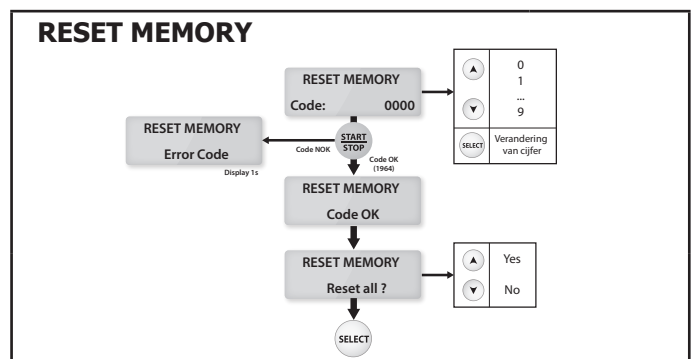 RESET MEMORY
RESET MEMORY
Code: 0000
0
1
...
9
SELECT
Verandering
van cijfer
RESET MEMORY
Error Code
Display 1s
Code NOK
START
STOP
Code OK
(1964)
RESET MEMORY
Code OK
RESET MEMORY
Reset all ?
Yes
No
SELECT